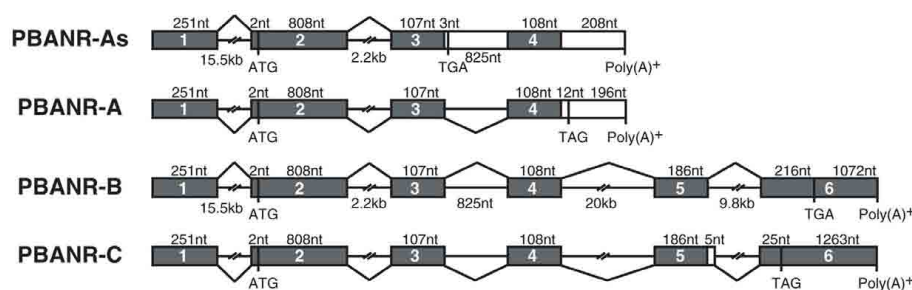 251nt 2nt 808nt 107nt 3nt 108nt 208nt
PBANR-As 1 2 3 4
15.5kb ATG 2.2kb TGA 825nt Poly(A)+
251nt 2nt 808nt 107nt 108nt 12nt 196nt
PBANR-A 1 2 3 4
ATG TAG Poly(A)+
251nt 2nt 808nt 107nt 108nt 186nt 216nt 1072nt
PBANR-B 1 2 3 4 5 6
15.5kb ATG 2.2kb 825nt 20kb 9.8kb TGA Poly(A)+
251nt 2nt 808nt 107nt 108nt 186nt 5nt 25nt 1263nt
PBANR-C 1 2 3 4 5 6
ATG TAG Poly(A)+